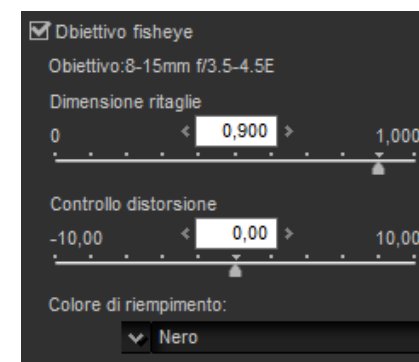 Obiettivo fisheye
Obiettivo:8-15mm f/3.5-4.5E
Dimensione ritaglie
0 < 0,900 > 1,000
Controllo distorsione
-10,00 < 0,00 > 10,00
Colore di riempimento:
Nero